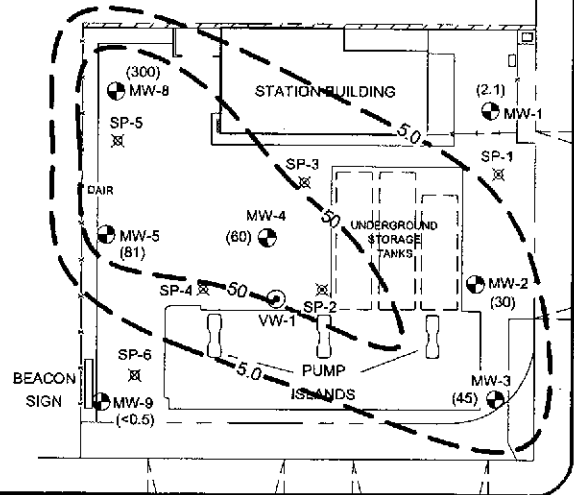 (300)
MW-8
SP-5
STATION BUILDING
(2.1)
MW-1
5.0
SP-1
SP-3
50
DAIR
MW-4
(60)
UNDERGROUND
STORAGE
TANKS
MW-5
(81)
MW-2
(30)
SP-4
50
SP-2
VW-1
PUMP
ISLANDS
SP-6
5.0
BEACON
SIGN
MW-9
(<0.5)
MW-3
(45)